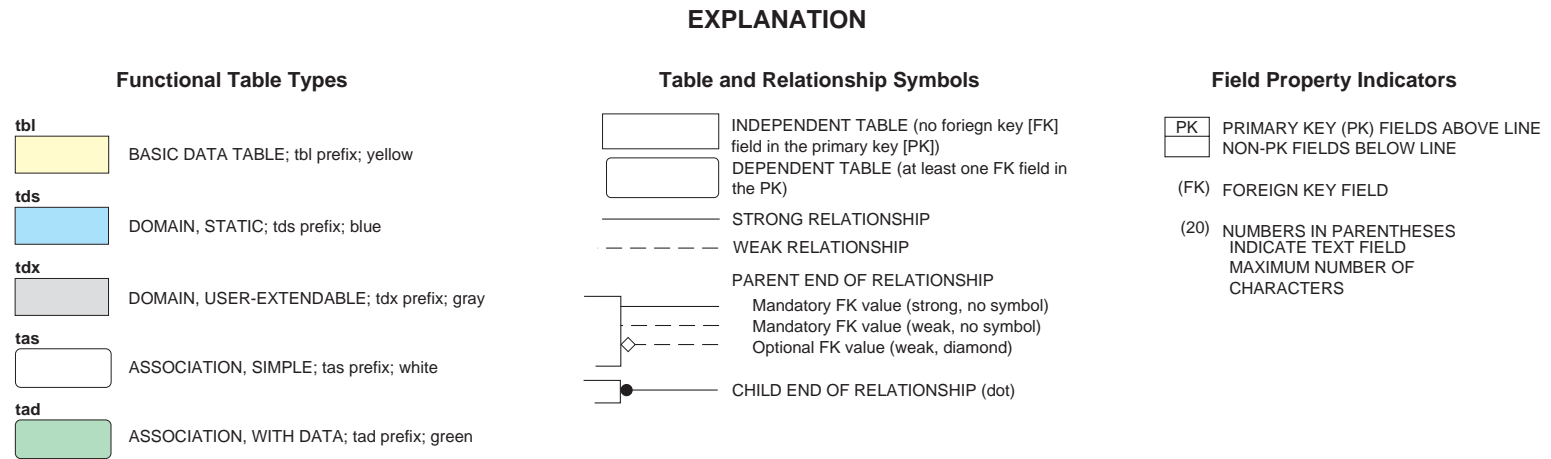 EXPLANATION
Functional Table Types
tbl
BASIC DATA TABLE; tbl prefix; yellow
tds
DOMAIN, STATIC; tds prefix; blue
tdx
DOMAIN, USER-EXTENDABLE; tdx prefix; gray
tas
ASSOCIATION, SIMPLE; tas prefix; white
tad
ASSOCIATION, WITH DATA; tad prefix; green
Table and Relationship Symbols
INDEPENDENT TABLE (no foriegn key [FK]
field in the primary key [PK])
DEPENDENT TABLE (at least one FK field in
the PK)
STRONG RELATIONSHIP
WEAK RELATIONSHIP
PARENT END OF RELATIONSHIP
Mandatory FK value (strong, no symbol)
Mandatory FK value (weak, no symbol)
Optional FK value (weak, diamond)
CHILD END OF RELATIONSHIP (dot)
Field Property Indicators
PK PRIMARY KEY (PK) FIELDS ABOVE LINE
NON-PK FIELDS BELOW LINE
(FK) FOREIGN KEY FIELD
(20) NUMBERS IN PARENTHESES
INDICATE TEXT FIELD
MAXIMUM NUMBER OF
CHARACTERS